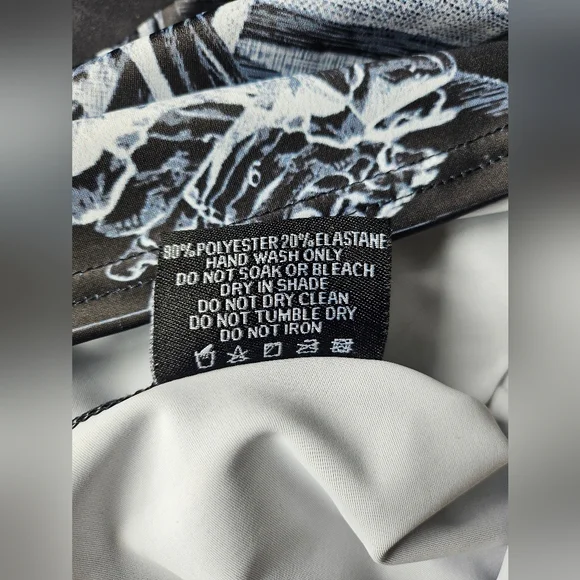 80% POLYESTER 20% ELASTANE
HAND WASH ONLY
DO NOT SOAK OR BLEACH
DRY IN SHADE
DO NOT DRY CLEAN
DO NOT TUMBLE DRY
DO NOT IRON